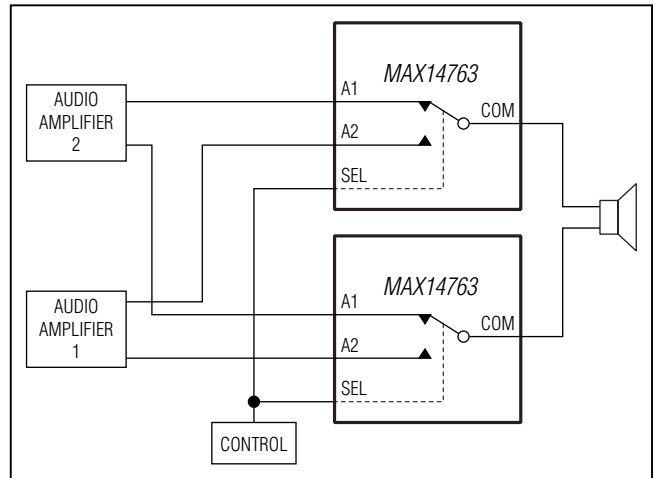 AUDIO
AMPLIFIER
2
MAX14763
A1
COM
A2
SEL
AUDIO
AMPLIFIER
1
MAX14763
A1
COM
A2
SEL
CONTROL